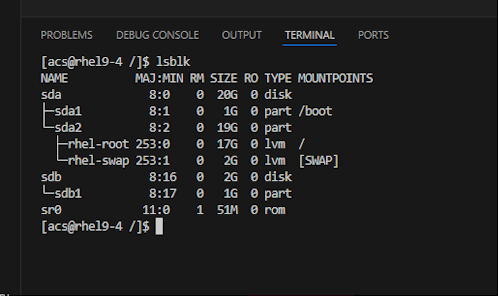 PROBLEMS DEBUG CONSOLE OUTPUT TERMINAL PORTS
[acs@rhel9-4 /]$ lsblk
NAME          MAJ:MIN RM SIZE RO TYPE MOUNTPOINTS
sda             8:0    0  20G  0 disk
├─sda1          8:1    0   1G  0 part /boot
└─sda2          8:2    0  19G  0 part
  ├─rhel-root 253:0    0  17G  0 lvm  /
  └─rhel-swap 253:1    0   2G  0 lvm  [SWAP]
sdb             8:16   0   2G  0 disk
└─sdb1          8:17   0   1G  0 part
sr0            11:0    1  51M  0 rom
[acs@rhel9-4 /]$